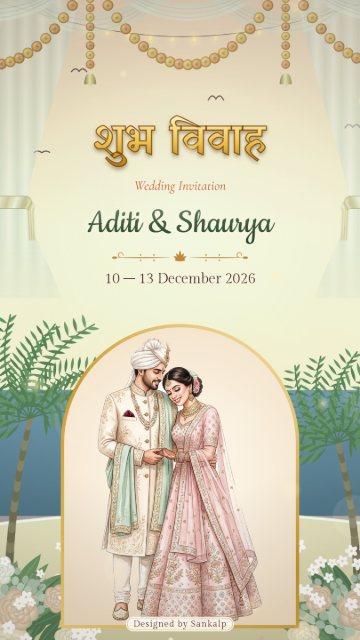 शुभ विवाह
Wedding Invitation
Aditi & Shaurya
10 — 13 December 2026
Designed by Sankalp